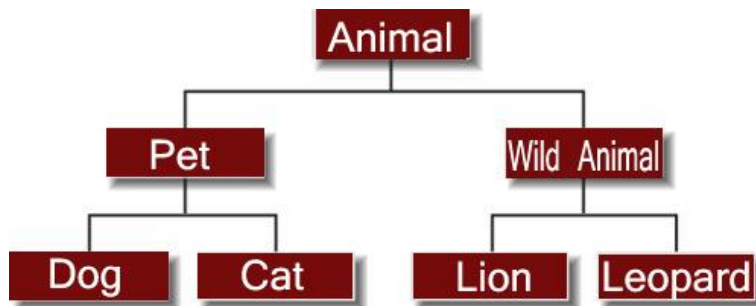 Animal
Pet
Wild Animal
Dog
Cat
Lion
Leopard